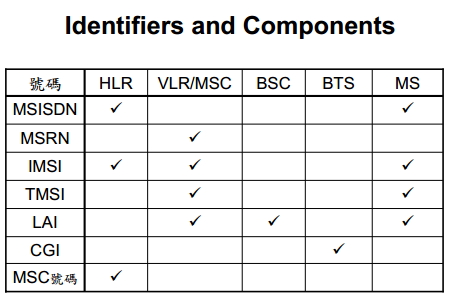 Identifiers and Components
號碼 HLR VLR/MSC BSC BTS MS
MSISDN ✓ ✓
MSRN ✓
IMSI ✓ ✓ ✓
TMSI ✓ ✓
LAI ✓ ✓ ✓
CGI ✓
MSC號碼 ✓